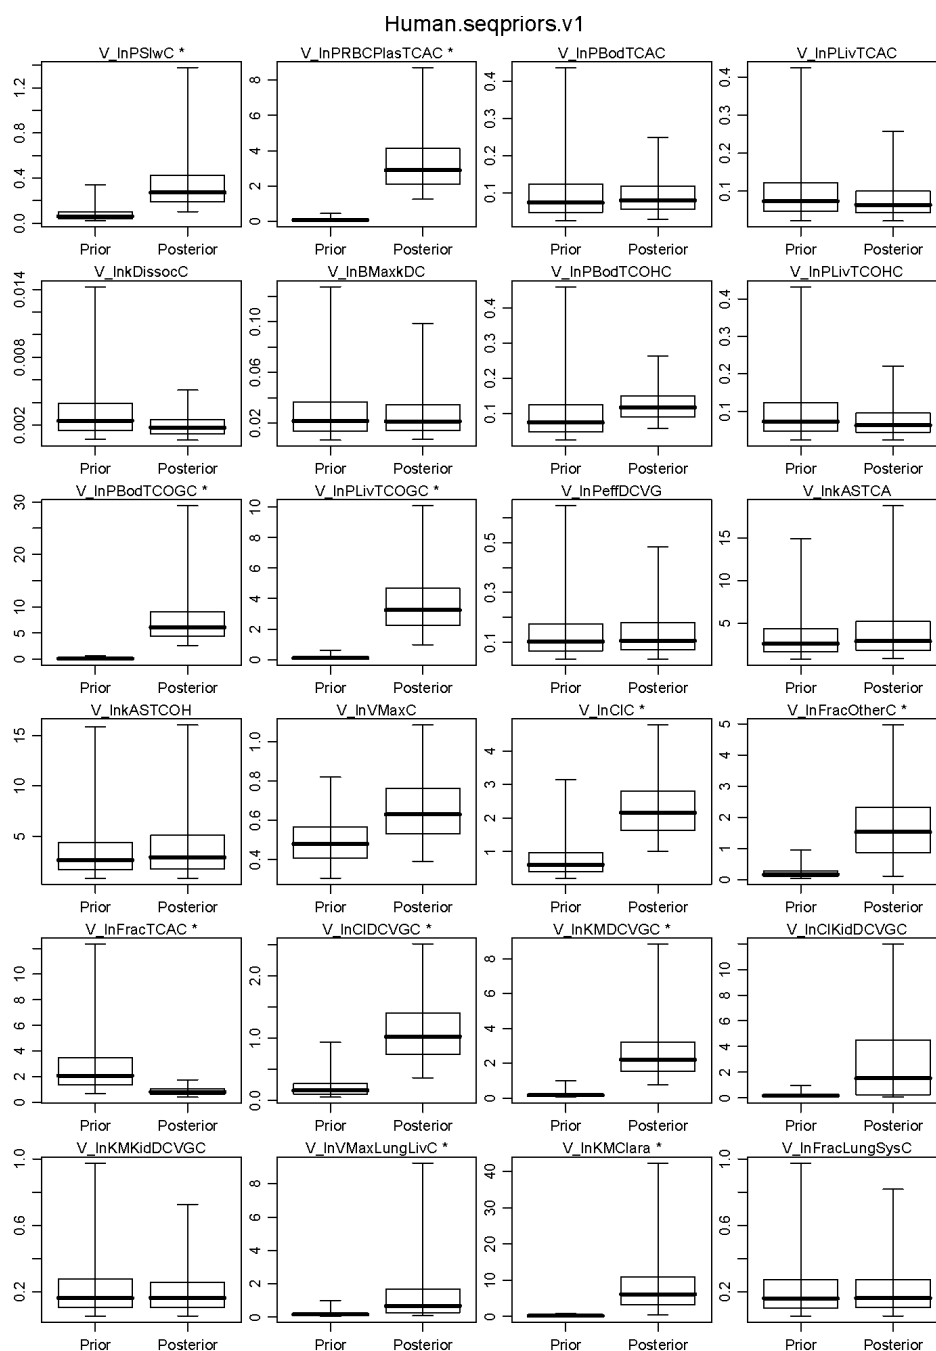 Human.seqpriors.v1
V_lnPSlwC *
V_lnPRBCPlasTCAC *
V_lnPBodTCAC
V_lnPLivTCAC
0.0 0.4 0.8 1.2
0 2 4 6 8
0.1 0.2 0.3 0.4
0.1 0.2 0.3 0.4
Prior Posterior
Prior Posterior
Prior Posterior
Prior Posterior
V_lnkDissocC
V_lnBMaxkDC
V_lnPBodTCOHC
V_lnPLivTCOHC
0.002 0.008 0.014
0.02 0.06 0.10
0.1 0.2 0.3 0.4
0.1 0.2 0.3 0.4
Prior Posterior
Prior Posterior
Prior Posterior
Prior Posterior
V_lnPBodTCOGC *
V_lnPLivTCOGC *
V_lnPeffDCVG
V_lnkASTCA
0 5 10 20 30
0 2 4 6 8 10
0.1 0.3 0.5
5 10 15
Prior Posterior
Prior Posterior
Prior Posterior
Prior Posterior
V_lnkASTCOH
V_lnVMaxC
V_lnClC *
V_lnFracOtherC *
5 10 15
0.4 0.6 0.8 1.0
1 2 3 4
0 1 2 3 4 5
Prior Posterior
Prior Posterior
Prior Posterior
Prior Posterior
V_lnFracTCAC *
V_lnClDCVGC *
V_lnKMDCVGC *
V_lnClKidDCVGC
0 2 4 6 8 10
0.0 1.0 2.0
0 2 4 6 8
0 2 4 6 8 10
Prior Posterior
Prior Posterior
Prior Posterior
Prior Posterior
V_lnKMKidDCVGC
V_lnVMaxLungLivC *
V_lnKMClara *
V_lnFracLungSysC
0.2 0.6 1.0
0 2 4 6 8
0 10 20 30 40
0.2 0.6 1.0
Prior Posterior
Prior Posterior
Prior Posterior
Prior Posterior